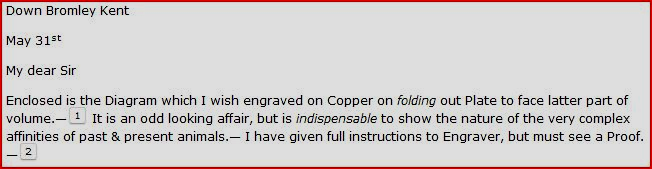 Down Bromley Kent
May 31st
My dear Sir
Enclosed is the Diagram which I wish engraved on Copper on folding out Plate to face latter part of
volume.— 1 It is an odd looking affair, but is indispensable to show the nature of the very complex
affinities of past & present animals.— I have given full instructions to Engraver, but must see a Proof.
— 2